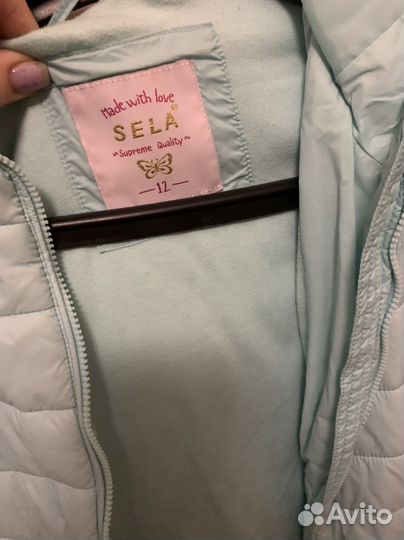 Made with love
SELA®
~Supreme Quality~
—12—
Avito